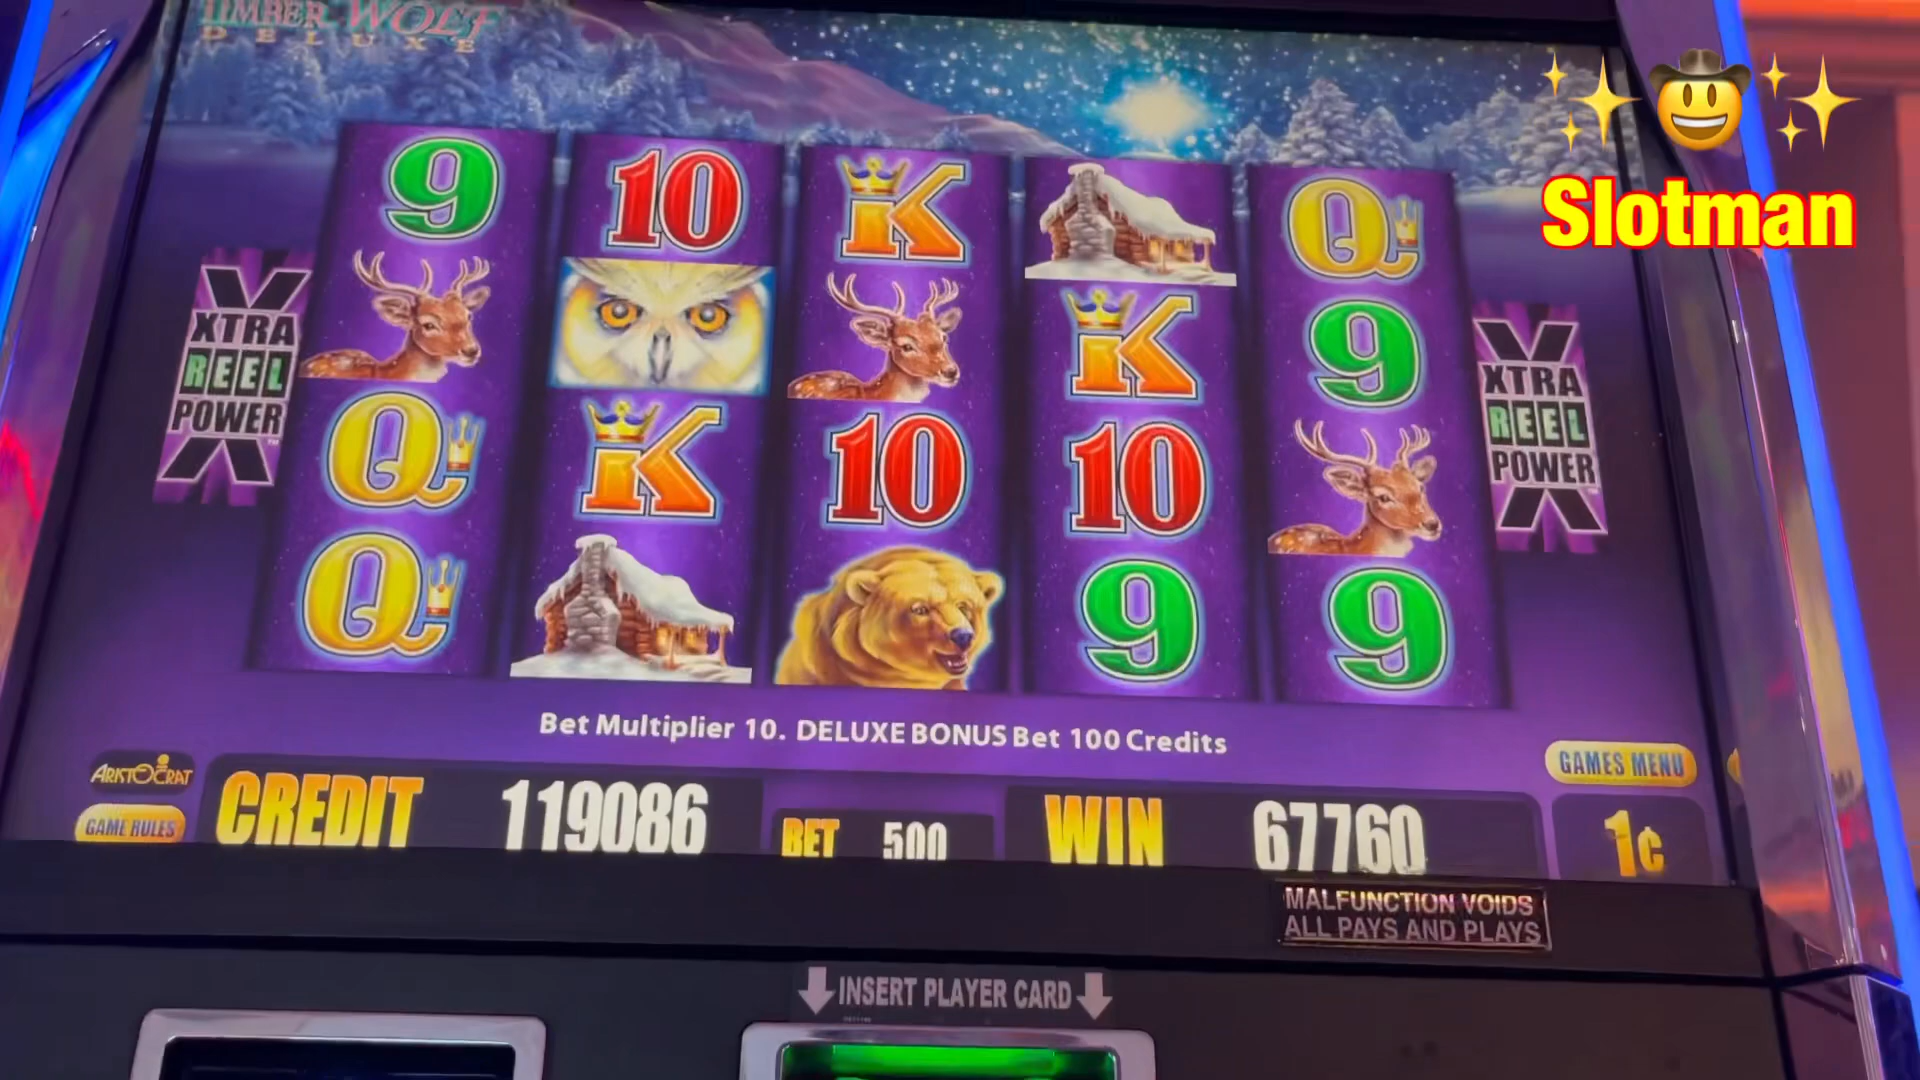 TIMBER WOLF
DELUXE
Slotman
9 10 K Q
XTRA
REEL
POWER
K 9
XTRA
REEL
POWER
Q K 10 10
Q 9 9
Bet Multiplier 10. DELUXE BONUS Bet 100 Credits
ARISTOCRAT
GAME RULES
CREDIT 119086
BET 500
WIN 67760
GAMES MENU
1¢
MALFUNCTION VOIDS
ALL PAYS AND PLAYS
INSERT PLAYER CARD